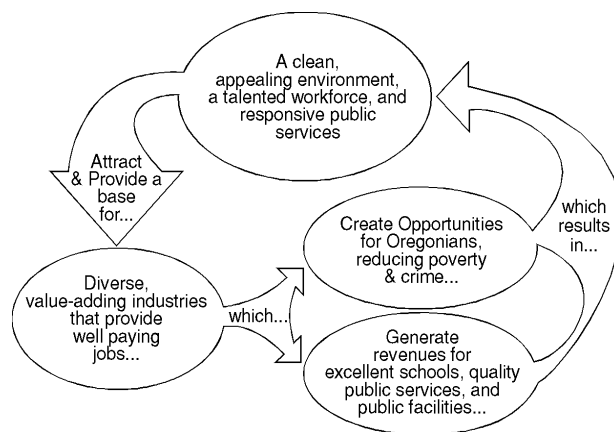 A clean,
appealing environment,
a talented workforce, and
responsive public
services
Attract
& Provide a
base
for...
Diverse,
value-adding industries
that provide
well paying
jobs...
which...
Create Opportunities
for Oregonians,
reducing poverty
& crime...
Generate
revenues for
excellent schools, quality
public services, and
public facilities...
which
results
in...